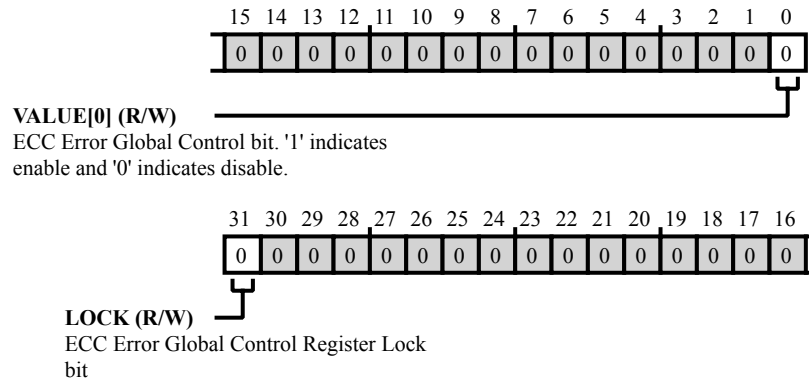 15 14 13 12 11 10 9 8 7 6 5 4 3 2 1 0
0 0 0 0 0 0 0 0 0 0 0 0 0 0 0 0
VALUE[0] (R/W)
ECC Error Global Control bit. '1' indicates
enable and '0' indicates disable.
31 30 29 28 27 26 25 24 23 22 21 20 19 18 17 16
0 0 0 0 0 0 0 0 0 0 0 0 0 0 0 0
LOCK (R/W)
ECC Error Global Control Register Lock
bit